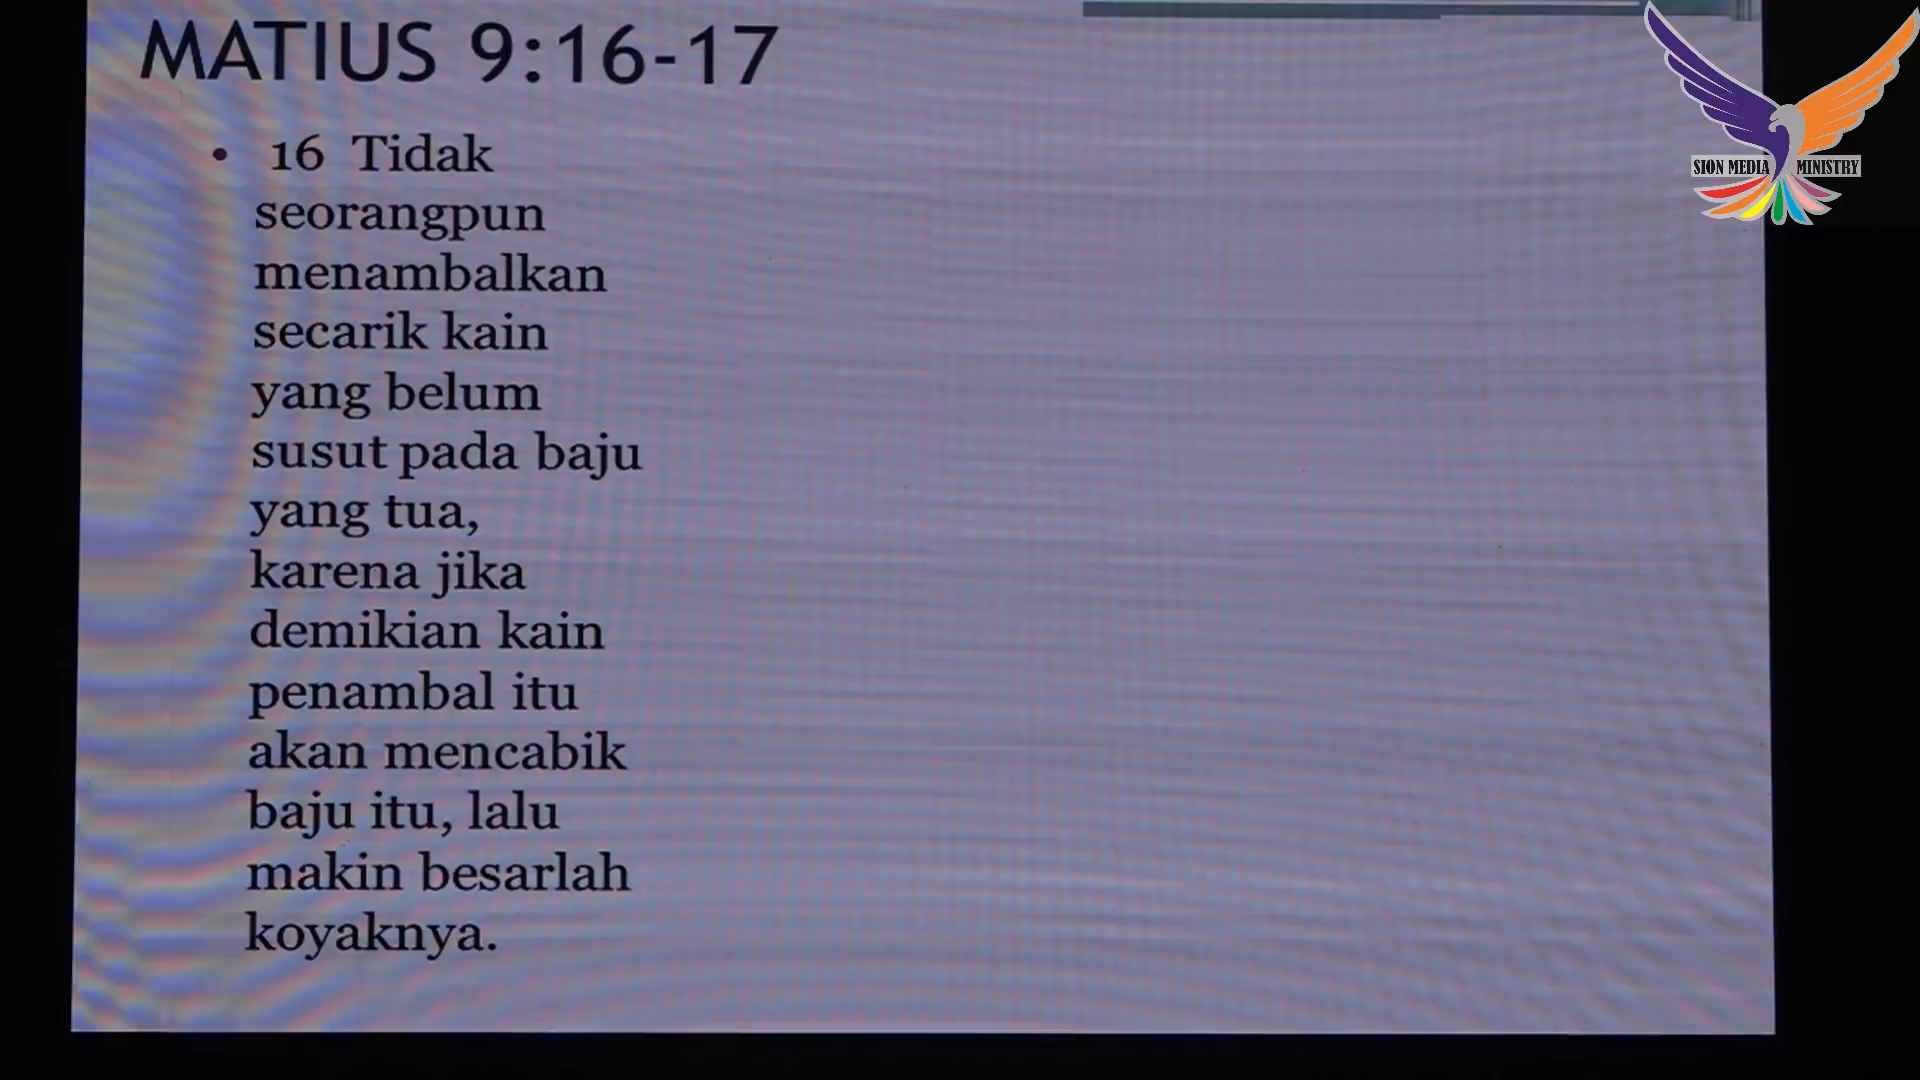 MATIUS 9:16-17
• 16 Tidak
seorangpun
menambalkan
secarik kain
yang belum
susut pada baju
yang tua,
karena jika
demikian kain
penambal itu
akan mencabik
baju itu, lalu
makin besarlah
koyaknya.
SION MEDIA MINISTRY